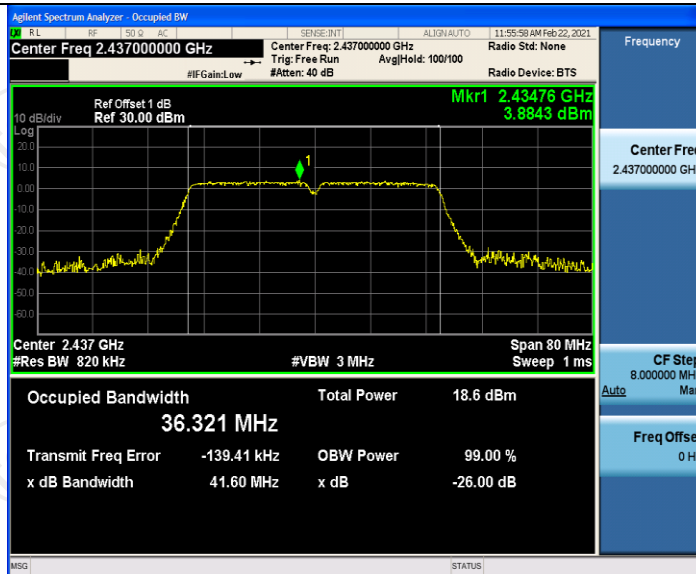 Agilent Spectrum Analyzer - Occupied BW
RL RF 50 Ω AC SENSE:INT ALIGNAUTO 11:55:58 AM Feb 22, 2021
Center Freq 2.437000000 GHz
Center Freq: 2.437000000 GHz
Radio Std: None
Trig: Free Run Avg|Hold: 100/100
#IFGain:Low #Atten: 40 dB Radio Device: BTS
Frequency
Ref Offset 1 dB
10 dB/div Ref 30.00 dBm
Mkr1 2.43476 GHz
3.8843 dBm
Log
20.0
10.0
0.00
-10.0
-20.0
-30.0
-40.0
-50.0
-60.0
1
Center 2.437 GHz Span 80 MHz
#Res BW 820 kHz #VBW 3 MHz Sweep 1 ms
Occupied Bandwidth Total Power 18.6 dBm
36.321 MHz
Transmit Freq Error -139.41 kHz OBW Power 99.00 %
x dB Bandwidth 41.60 MHz x dB -26.00 dB
Center Fre
2.437000000 GH
CF Step
8.000000 MH
Auto Ma
Freq Offse
0 H
MSG STATUS